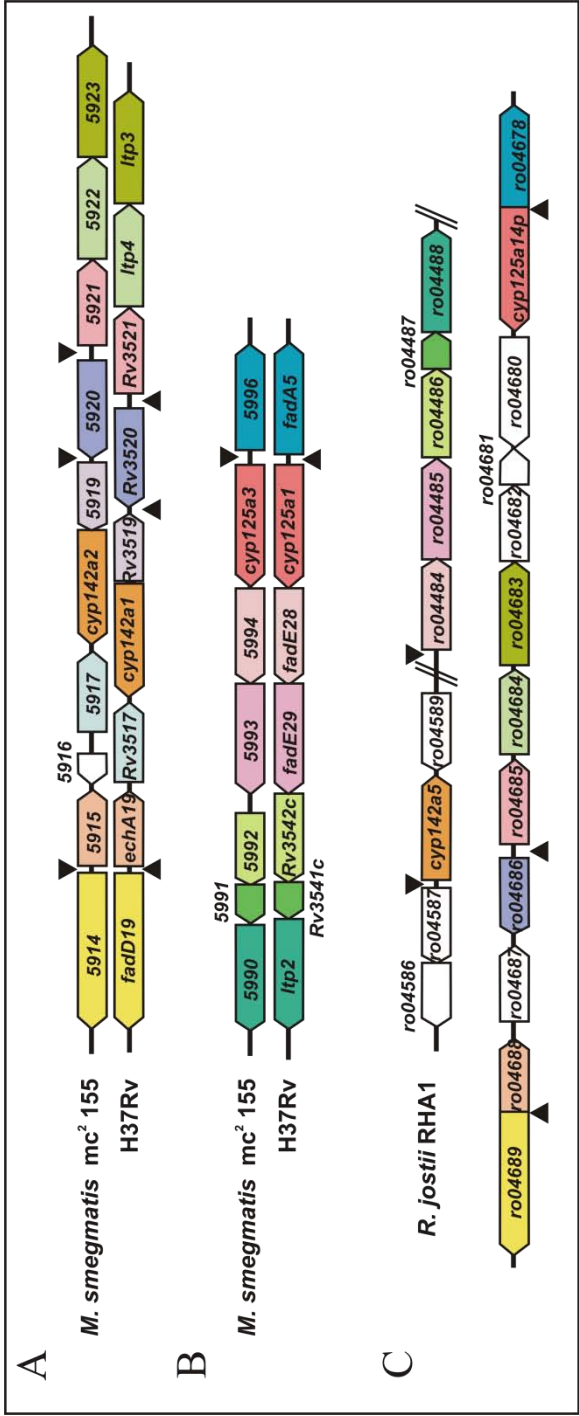 A
M. smegmatis mc² 155
5914 5915 5916 5917 cyp142a2 5919 5920 5921 5922 5923
H37Rv
fadD19 echA19 Rv3517 cyp142a1 Rv3519 Rv3520 Rv3521 ltp4 ltp3
B
M. smegmatis mc² 155
5990 5991 5992 5993 5994 cyp125a3 5996
H37Rv
ltp2 Rv3541c Rv3542c fadE29 fadE28 cyp125a1 fadA5
C
R. jostii RHA1
ro04586 ro04587 cyp142a5 ro04589 ro04484 ro04485 ro04486 ro04487 ro04488
ro04689 ro04688 ro04687 ro04686 ro04685 ro04684 ro04683 ro04682 ro04681 ro04680 cyp125a14p ro04678